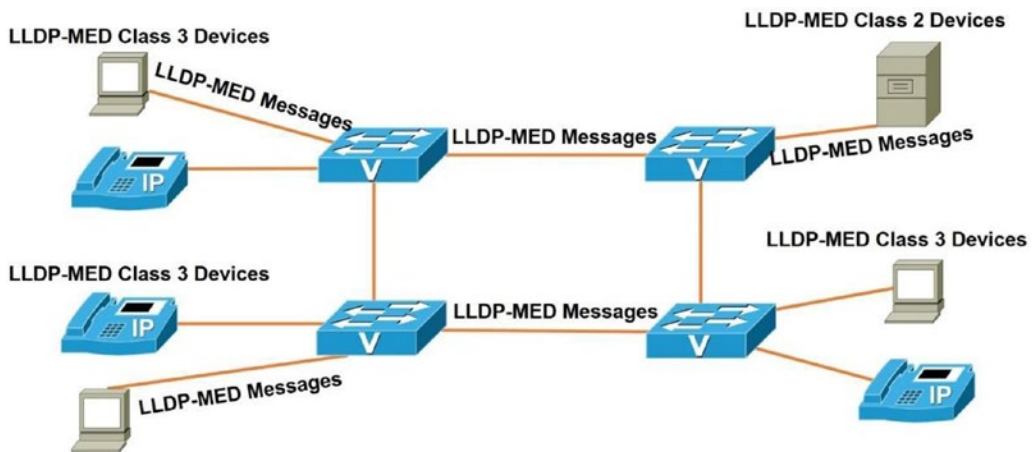 LLDP-MED Class 2 Devices
LLDP-MED Class 3 Devices
LLDP-MED Messages
LLDP-MED Messages
LLDP-MED Messages
V
V
IP
LLDP-MED Class 3 Devices
LLDP-MED Class 3 Devices
LLDP-MED Messages
IP
V
V
LLDP-MED Messages
IP